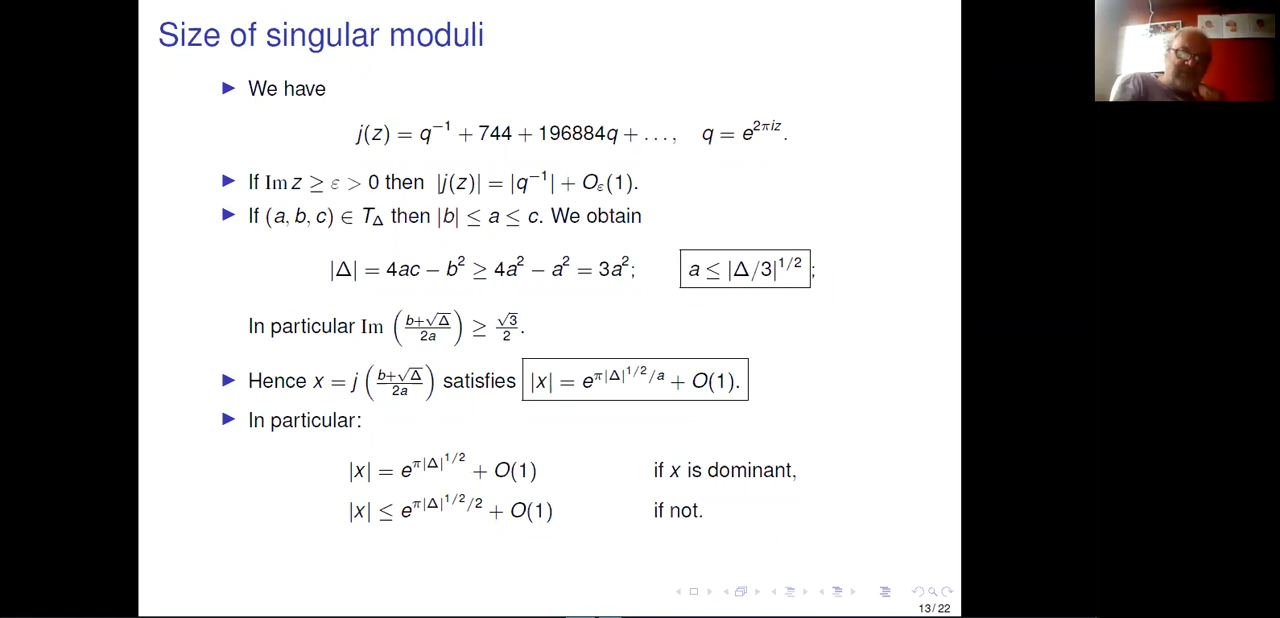 Size of singular moduli
▶ We have
j(z) = q⁻¹ + 744 + 196884q + . . . , q = e^{2πiz}.
▶ If Im z ≥ ε > 0 then |j(z)| = |q⁻¹| + O_ε(1).
▶ If (a, b, c) ∈ T_Δ then |b| ≤ a ≤ c. We obtain
|Δ| = 4ac − b² ≥ 4a² − a² = 3a²; a ≤ |Δ/3|^{1/2} ;
In particular Im ((b+√Δ)/2a) ≥ √3/2.
▶ Hence x = j ((b+√Δ)/2a) satisfies |x| = e^{π|Δ|^{1/2}/a} + O(1).
▶ In particular:
|x| = e^{π|Δ|^{1/2}} + O(1) if x is dominant,
|x| ≤ e^{π|Δ|^{1/2}/2} + O(1) if not.
13/22